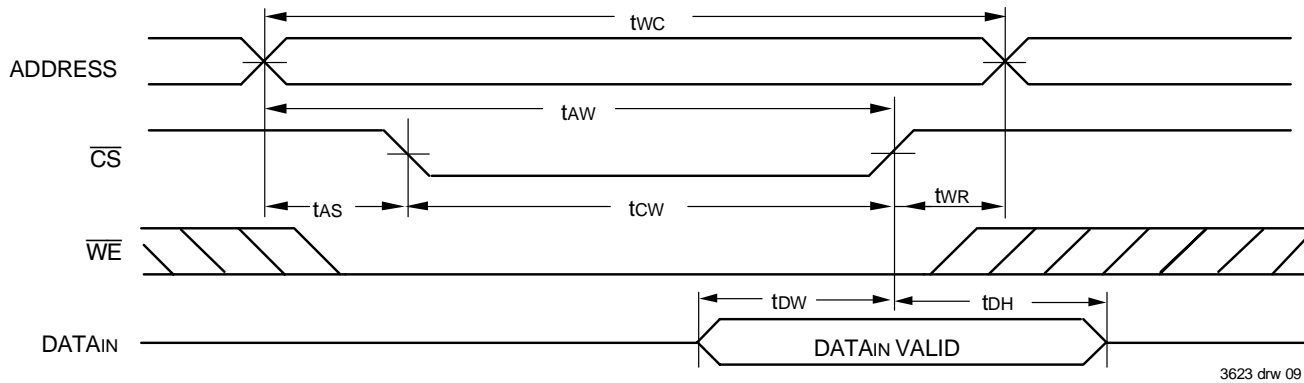 tWC
ADDRESS
tAW
CS
tAS
tCW
tWR
WE
tDW
tDH
DATAIN
DATAIN VALID
3623 drw 09